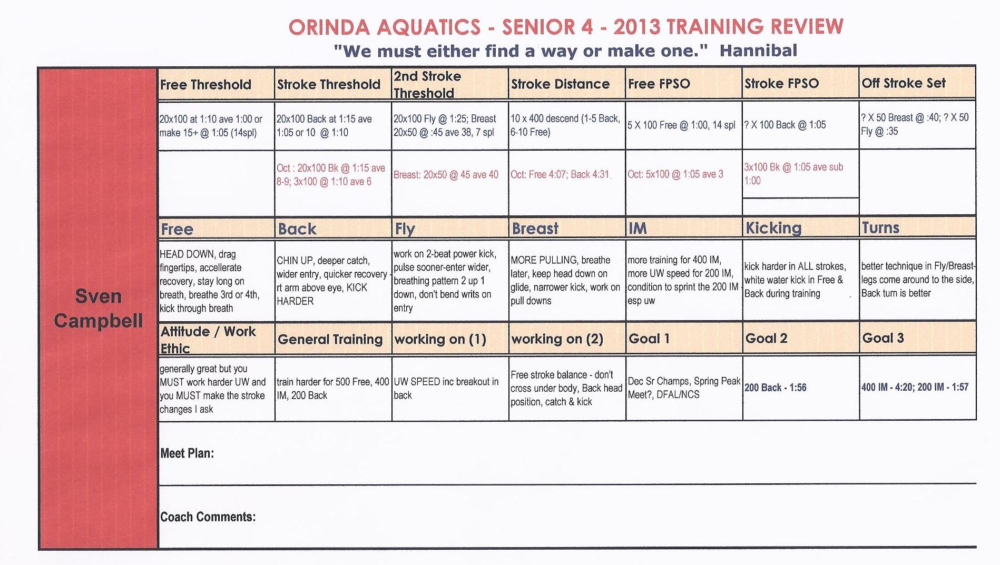 ORINDA AQUATICS - SENIOR 4 - 2013 TRAINING REVIEW
"We must either find a way or make one." Hannibal
Sven
Campbell
Free Threshold
Stroke Threshold
2nd Stroke
Threshold
Stroke Distance
Free FPSO
Stroke FPSO
Off Stroke Set
20x100 at 1:10 ave 1:00 or
make 15+ @ 1:05 (14spl)
20x100 Back at 1:15 ave
1:05 or 10 @ 1:10
20x100 Fly @ 1:25; Breast
20x50 @ :45 ave 38, 7 spl
10 x 400 descend (1-5 Back,
6-10 Free)
5 X 100 Free @ 1:00, 14 spl
? X 100 Back @ 1:05
? X 50 Breast @ :40; ? X 50
Fly @ :35
Oct : 20x100 Bk @ 1:15 ave
8-9; 3x100 @ 1:10 ave 6
Breast: 20x50 @ 45 ave 40
Oct: Free 4:07; Back 4:31.
Oct: 5x100 @ 1:05 ave 3
3x100 Bk @ 1:05 ave sub
1:00
Free
Back
Fly
Breast
IM
Kicking
Turns
HEAD DOWN, drag
fingertips, accellerate
recovery, stay long on
breath, breathe 3rd or 4th,
kick through breath
CHIN UP, deeper catch,
wider entry, quicker recovery -
rt arm above eye, KICK
HARDER
work on 2-beat power kick,
pulse sooner-enter wider,
breathing pattern 2 up 1
down, don't bend writs on
entry
MORE PULLING, breathe
later, keep head down on
glide, narrower kick, work on
pull downs
more training for 400 IM,
more UW speed for 200 IM,
condition to sprint the 200 IM -
esp uw
kick harder in ALL strokes,
white water kick in Free &
Back during training
better technique in Fly/Breast-
legs come around to the side,
Back turn is better
Attitude / Work
Ethic
General Training
working on (1)
working on (2)
Goal 1
Goal 2
Goal 3
generally great but you
MUST work harder UW and
you MUST make the stroke
changes I ask
train harder for 500 Free, 400
IM, 200 Back
UW SPEED inc breakout in
back
Free stroke balance - don't
cross under body, Back head
position, catch & kick
Dec Sr Champs, Spring Peak
Meet?, DFAL/NCS
200 Back - 1:56
400 IM - 4:20; 200 IM - 1:57
Meet Plan:
Coach Comments: